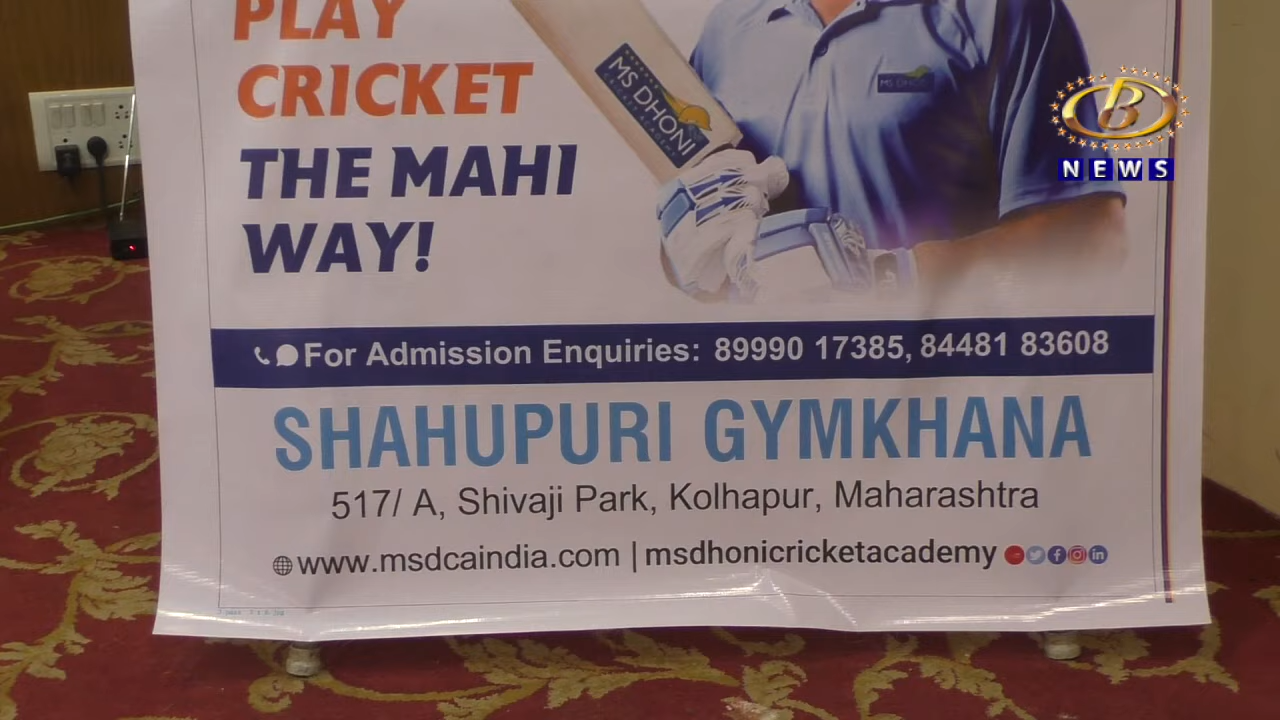 PLAY
CRICKET
THE MAHI
WAY!
MS DHONI
MS DHONI
B
NEWS
For Admission Enquiries: 89990 17385, 84481 83608
SHAHUPURI GYMKHANA
517/ A, Shivaji Park, Kolhapur, Maharashtra
www.msdcaindia.com | msdhonicricketacademy